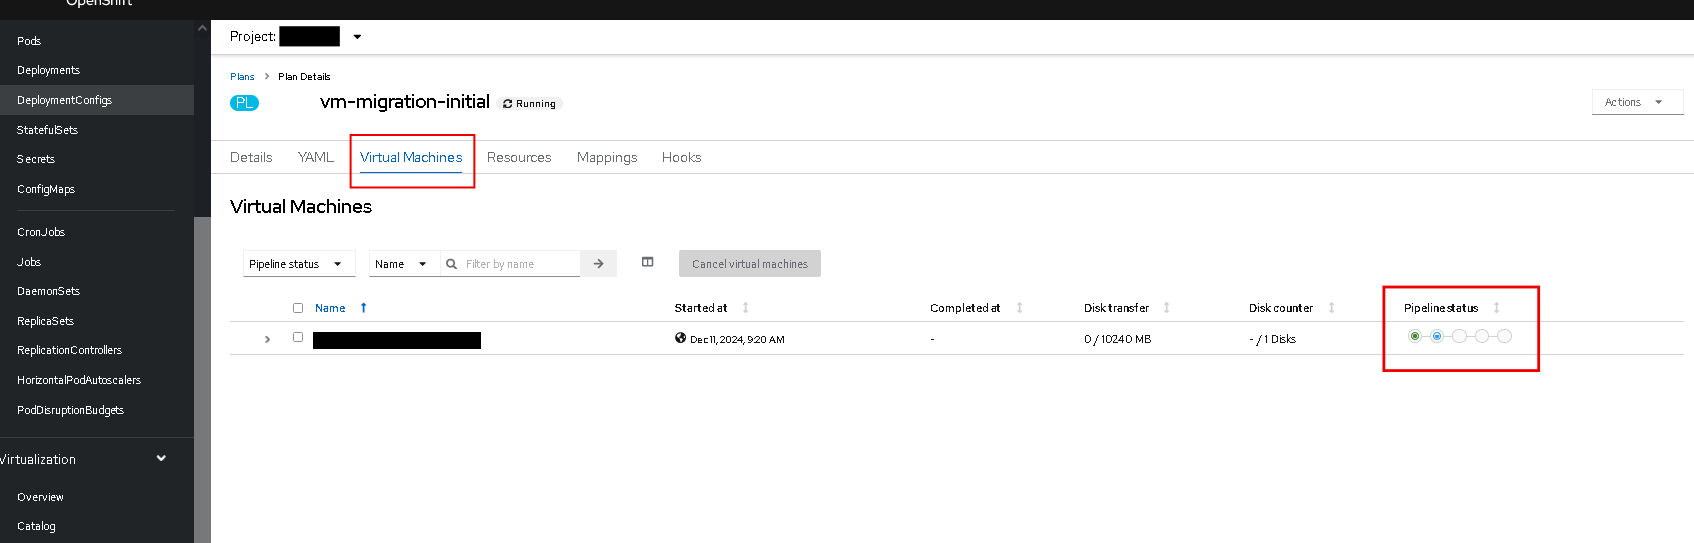 OpenShift
Pods
Deployments
DeploymentConfigs
StatefulSets
Secrets
ConfigMaps
CronJobs
Jobs
DaemonSets
ReplicaSets
ReplicationControllers
HorizontalPodAutoscalers
PodDisruptionBudgets
Virtualization
Overview
Catalog
Project:
Plans > Plan Details
PL vm-migration-initial Running
Actions
Details YAML Virtual Machines Resources Mappings Hooks
Virtual Machines
Pipeline status Name Filter by name Cancel virtual machines
Name Started at Completed at Disk transfer Disk counter Pipeline status
Dec 11, 2024, 9:20 AM - 0 / 10240 MB - / 1 Disks